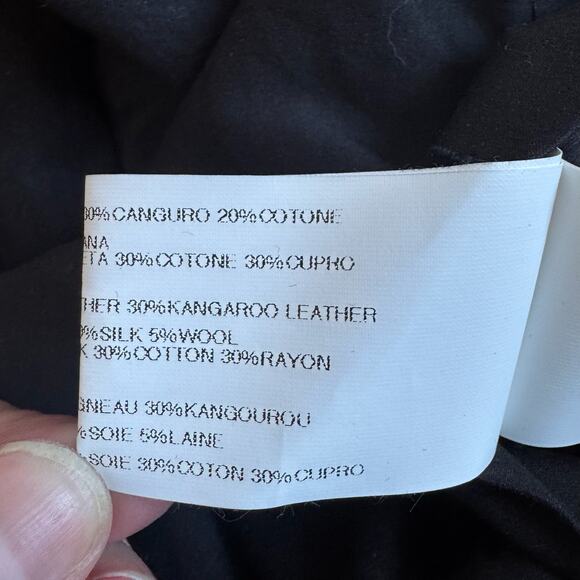 30% CANGURO 20% COTONE
ANA
ETA 30% COTONE 30% CUPRO
THER 30% KANGAROO LEATHER
% SILK 5% WOOL
K 30% COTTON 30% RAYON
GNEAU 30% KANGOUROU
% SOIE 5% LAINE
% SOIE 30% COTON 30% CUPRO